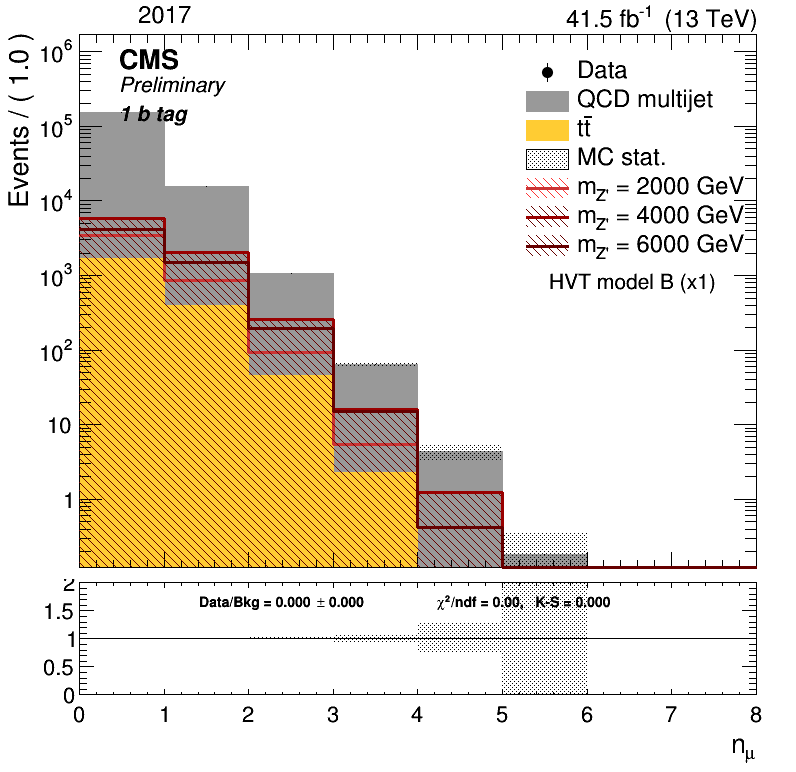 2017 41.5 fb⁻¹ (13 TeV)
Events / ( 1.0 )
10⁶
10⁵
10⁴
10³
10²
10
1
CMS
Preliminary
1 b tag
Data
QCD multijet
tt̄
MC stat.
m_Z' = 2000 GeV
m_Z' = 4000 GeV
m_Z' = 6000 GeV
HVT model B (x1)
2
1.5
1
0.5
0
Data/Bkg = 0.000 ± 0.000 χ²/ndf = 0.00, K-S = 0.000
0 1 2 3 4 5 6 7 8
n_μ